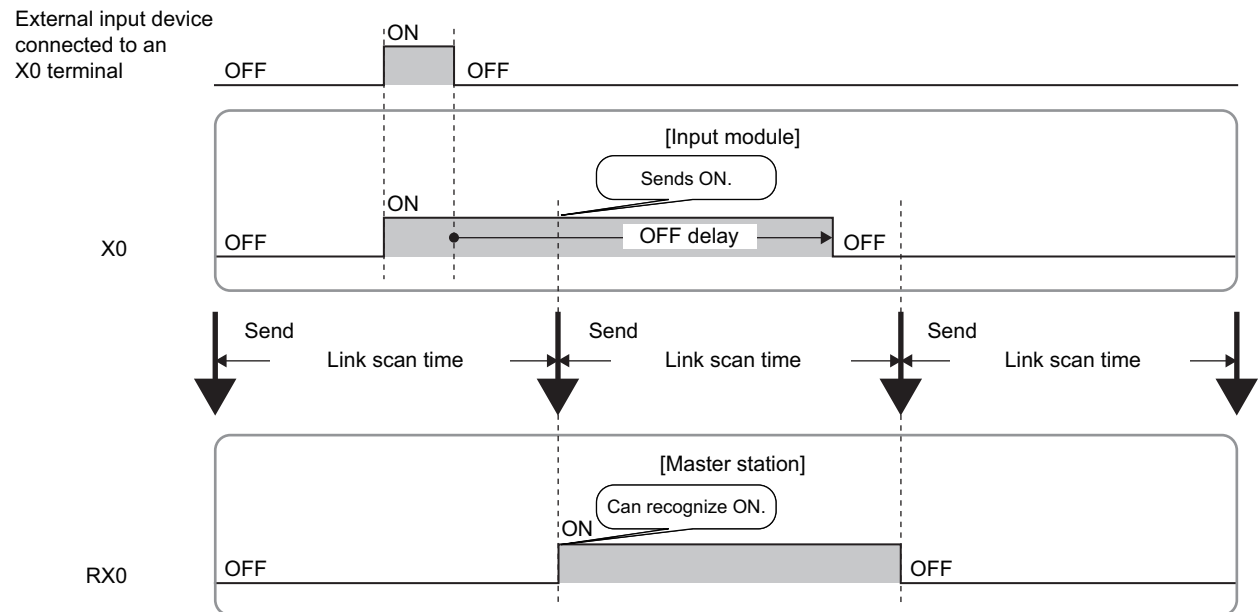 External input device
connected to an
X0 terminal
ON
OFF
OFF
[Input module]
Sends ON.
ON
X0
OFF
OFF delay
OFF
Send
Send
Send
Link scan time
Link scan time
Link scan time
[Master station]
Can recognize ON.
ON
RX0
OFF
OFF